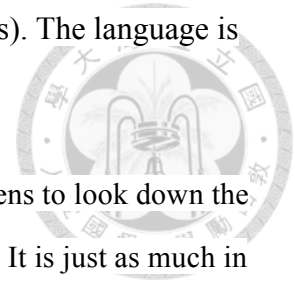 s). The language is
ens to look down the
It is just as much in